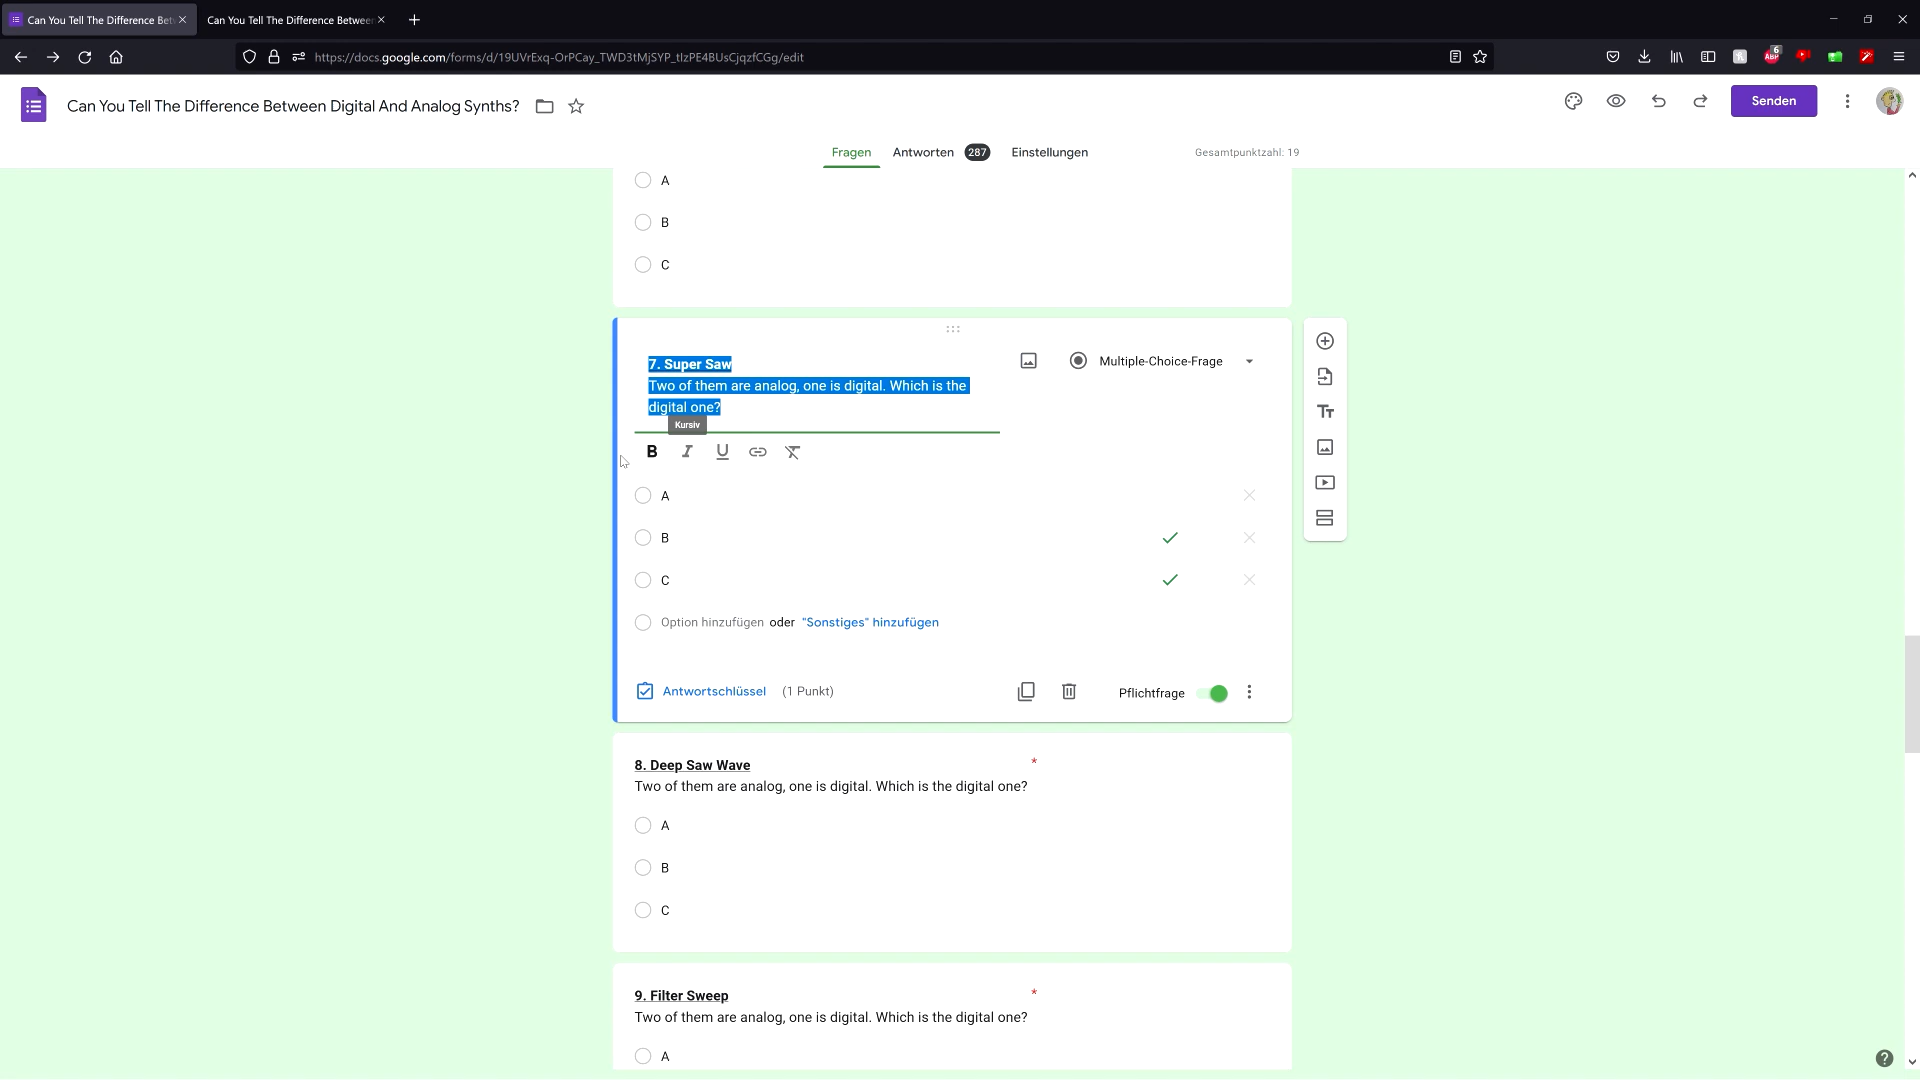 Can You Tell The Difference Bet
Can You Tell The Difference Between
https://docs.google.com/forms/d/19UVrExq-OrPCay_TWD3tMjSYP_tlzPE4BUsCjqzfCGg/edit
6
ABP
Can You Tell The Difference Between Digital And Analog Synths?
Senden
Fragen
Antworten 287
Einstellungen
Gesamtpunktzahl: 19
A
B
C
7. Super Saw
Two of them are analog, one is digital. Which is the
digital one?
Multiple-Choice-Frage
Kursiv
B I U
A
B
C
Option hinzufügen oder "Sonstiges" hinzufügen
Antwortschlüssel (1 Punkt)
Pflichtfrage
8. Deep Saw Wave *
Two of them are analog, one is digital. Which is the digital one?
A
B
C
9. Filter Sweep *
Two of them are analog, one is digital. Which is the digital one?
A